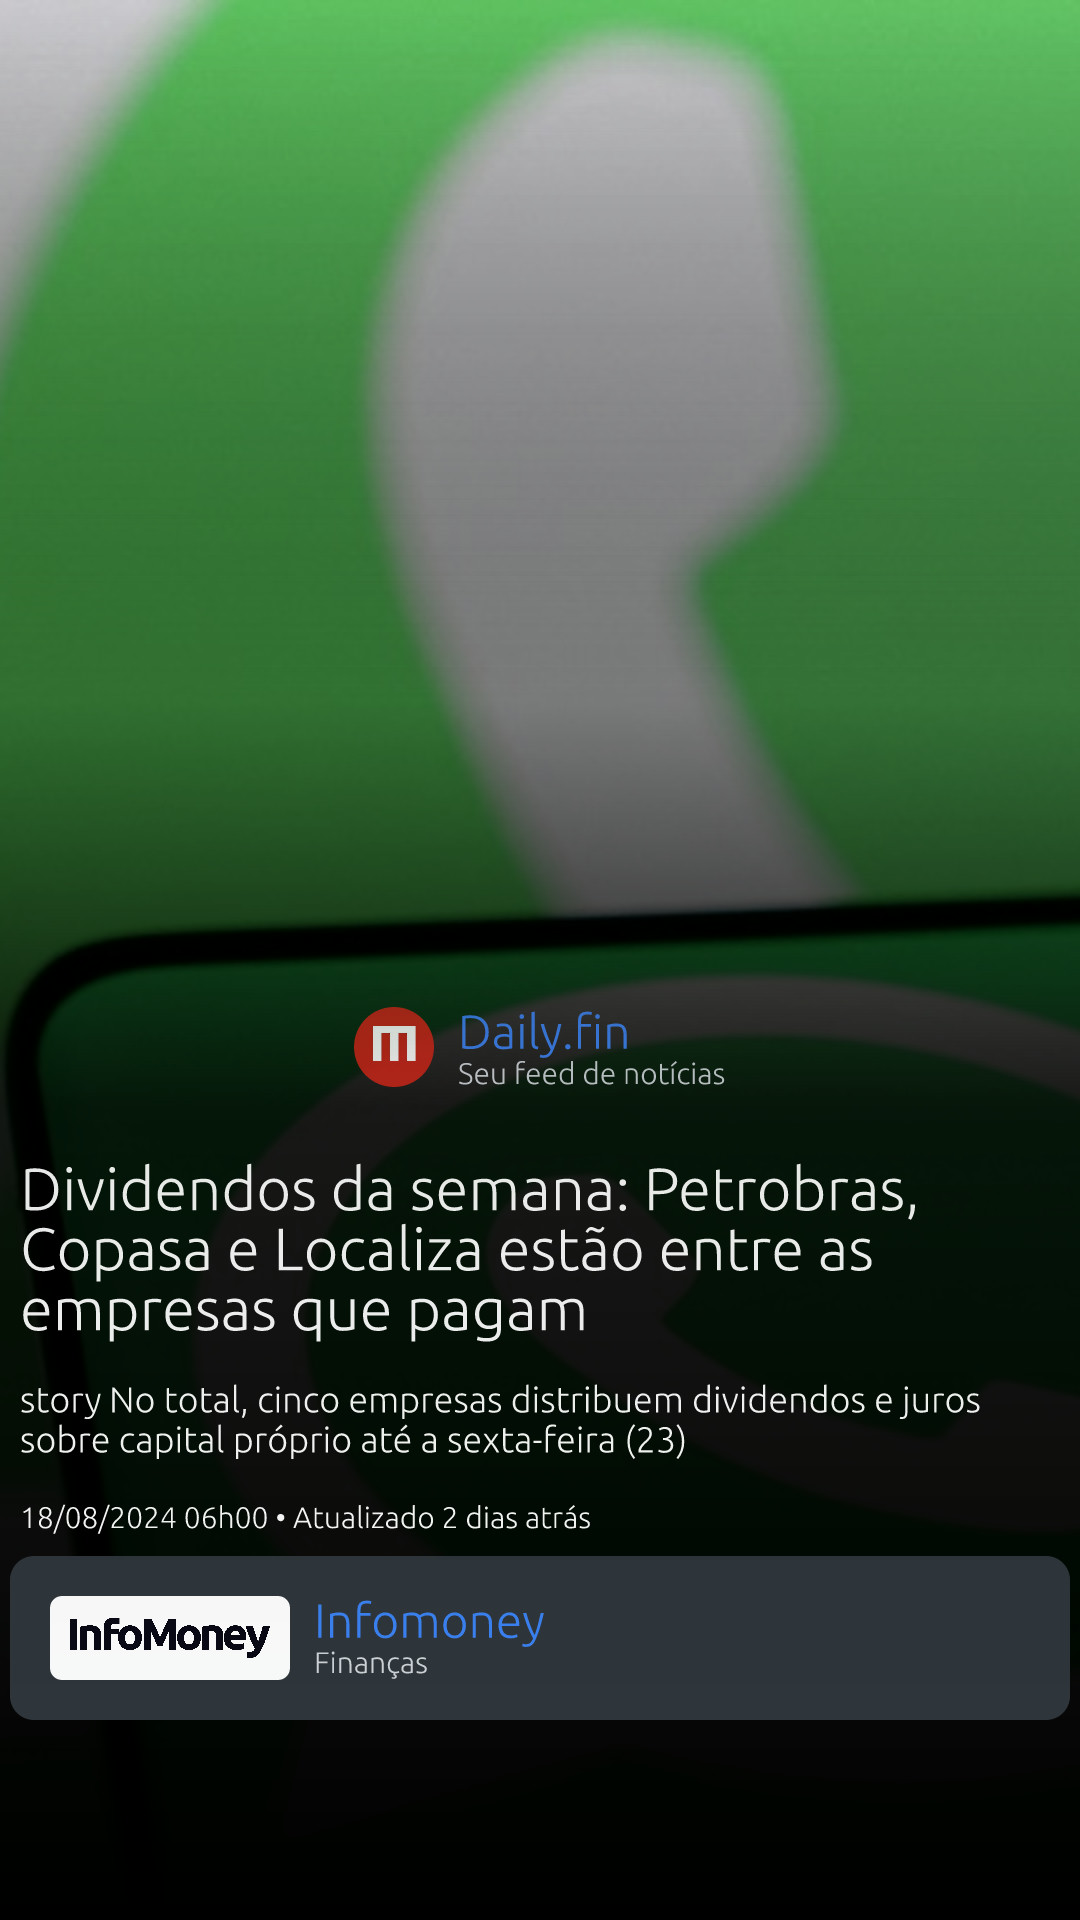 m
Daily.fin
Seu feed de notícias
Dividendos da semana: Petrobras,
Copasa e Localiza estão entre as
empresas que pagam
story No total, cinco empresas distribuem dividendos e juros
sobre capital próprio até a sexta-feira (23)
18/08/2024 06h00 • Atualizado 2 dias atrás
InfoMoney
Infomoney
Finanças